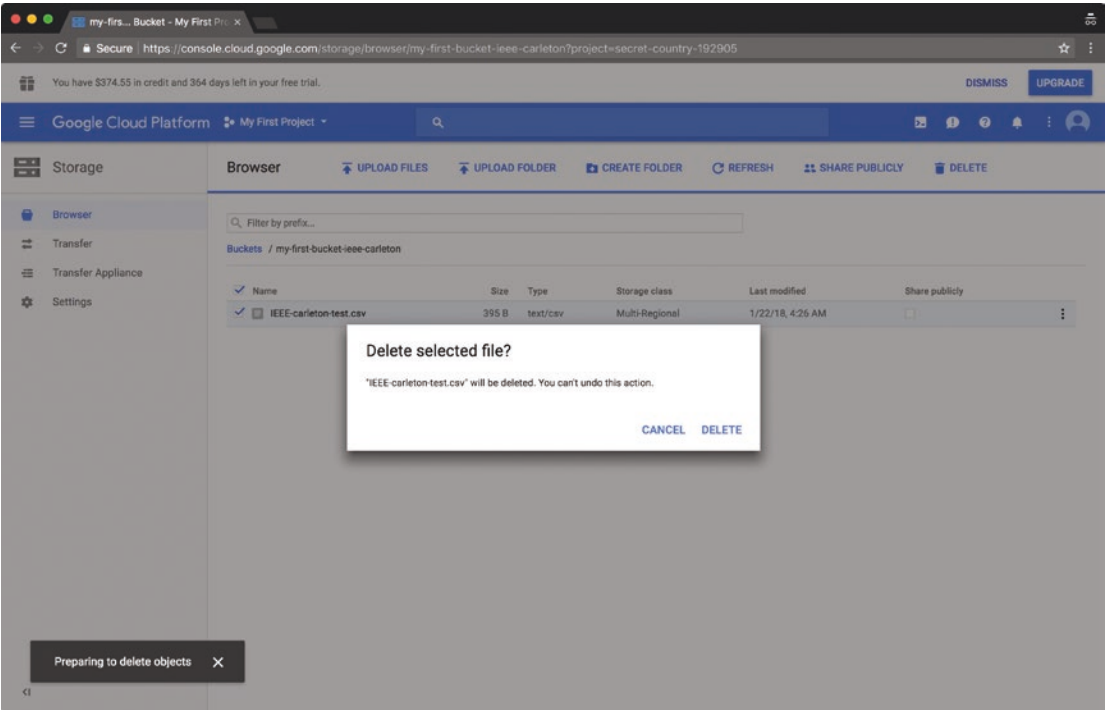 my-firs... Bucket - My First Pro
Secure https://console.cloud.google.com/storage/browser/my-first-bucket-ieee-carleton?project=secret-country-192905
You have $374.55 in credit and 364 days left in your free trial. DISMISS UPGRADE
Google Cloud Platform My First Project
Storage Browser UPLOAD FILES UPLOAD FOLDER CREATE FOLDER REFRESH SHARE PUBLICLY DELETE
Browser
Transfer
Transfer Appliance
Settings
Filter by prefix...
Buckets / my-first-bucket-ieee-carleton
Name Size Type Storage class Last modified Share publicly
IEEE-carleton-test.csv 395 B text/csv Multi-Regional 1/22/18, 4:26 AM
Delete selected file?
"IEEE-carleton-test.csv" will be deleted. You can't undo this action.
CANCEL DELETE
Preparing to delete objects